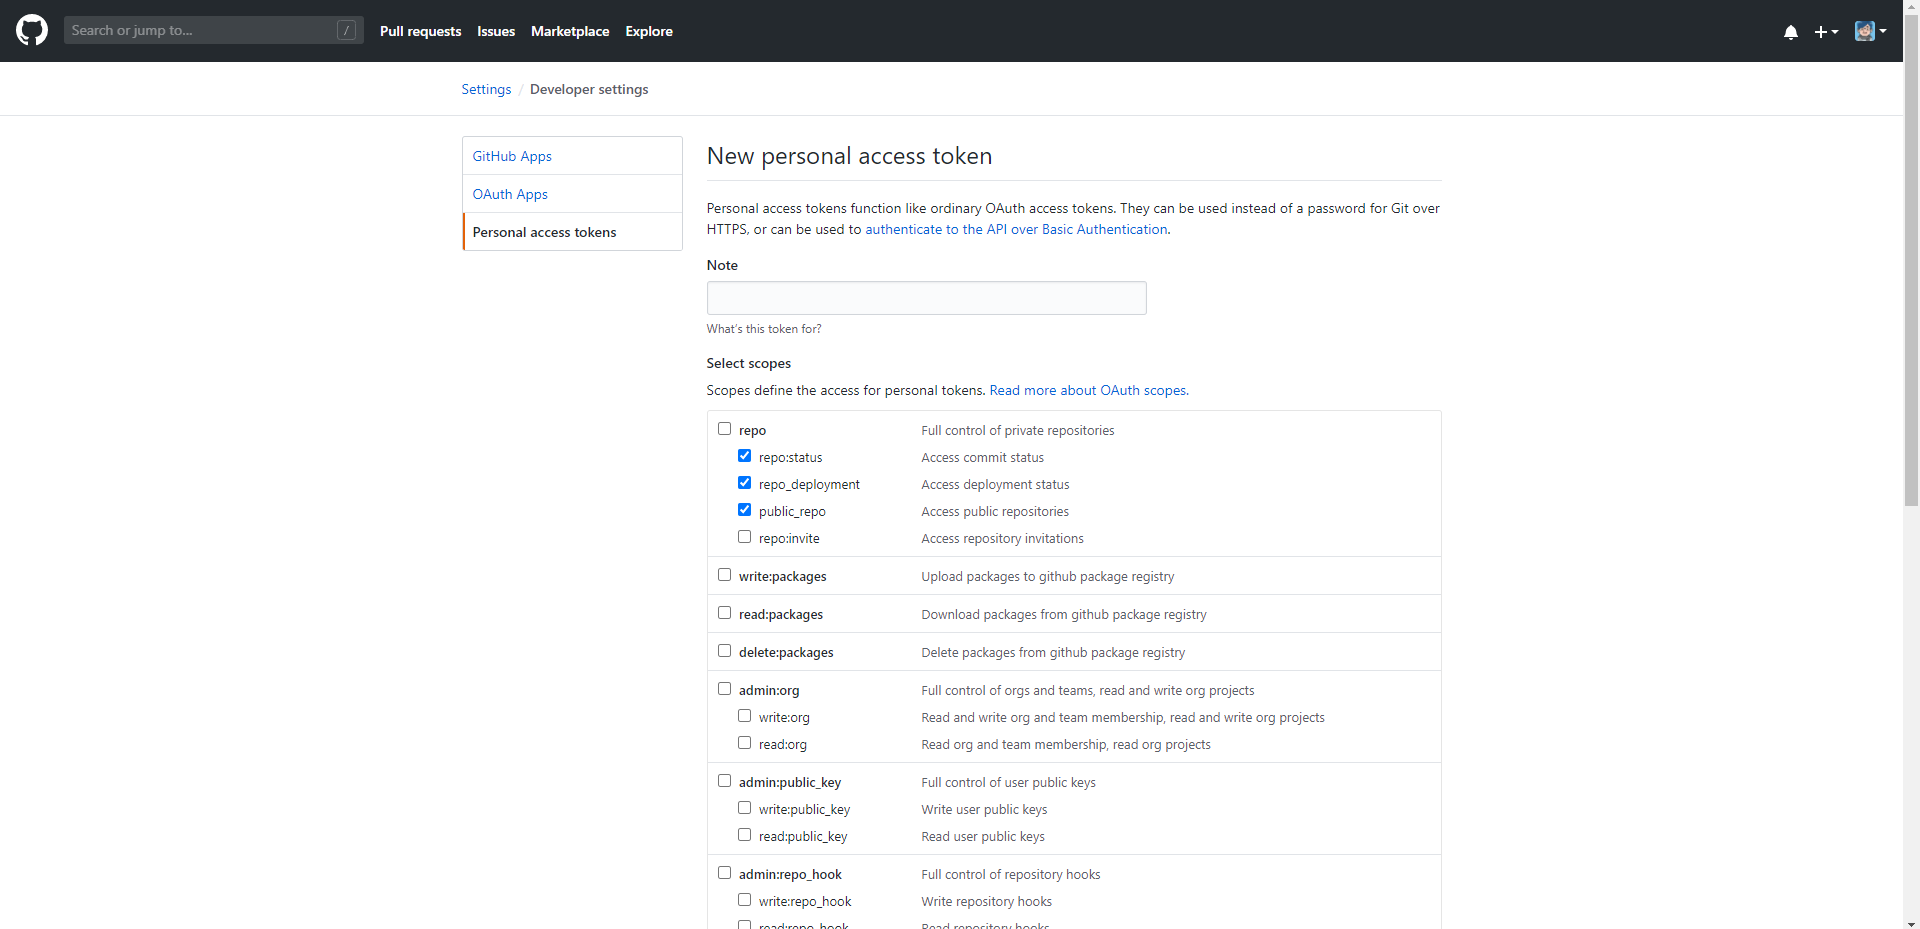 Search or jump to... /
Pull requests Issues Marketplace Explore
Settings / Developer settings
GitHub Apps
OAuth Apps
Personal access tokens
New personal access token
Personal access tokens function like ordinary OAuth access tokens. They can be used instead of a password for Git over
HTTPS, or can be used to authenticate to the API over Basic Authentication.
Note
What's this token for?
Select scopes
Scopes define the access for personal tokens. Read more about OAuth scopes.
repo Full control of private repositories
repo:status Access commit status
repo_deployment Access deployment status
public_repo Access public repositories
repo:invite Access repository invitations
write:packages Upload packages to github package registry
read:packages Download packages from github package registry
delete:packages Delete packages from github package registry
admin:org Full control of orgs and teams, read and write org projects
write:org Read and write org and team membership, read and write org projects
read:org Read org and team membership, read org projects
admin:public_key Full control of user public keys
write:public_key Write user public keys
read:public_key Read user public keys
admin:repo_hook Full control of repository hooks
write:repo_hook Write repository hooks
read:repo_hook Read repository hooks